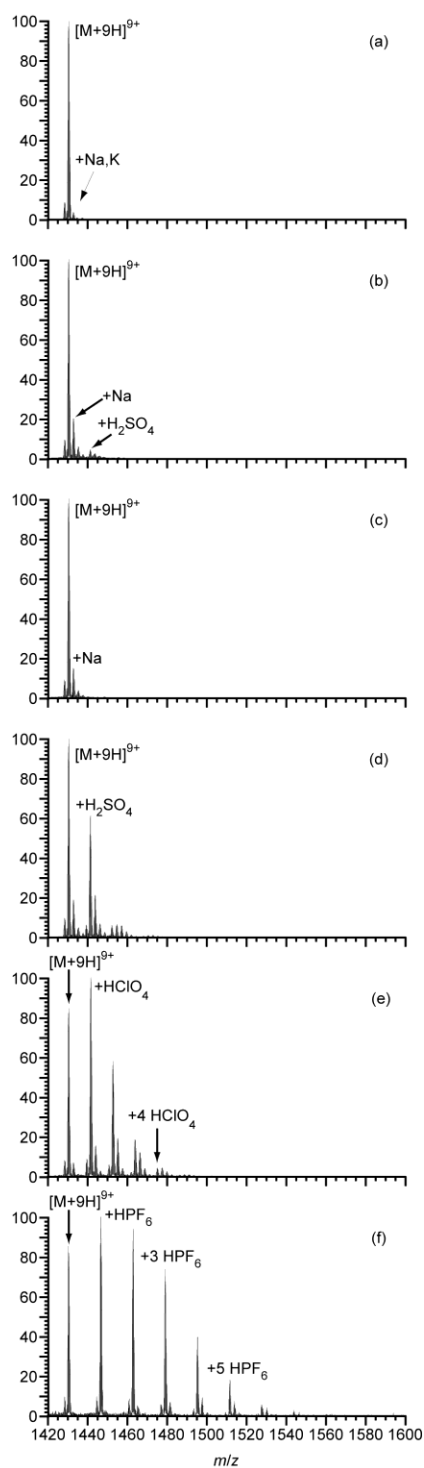 100
[M+9H]⁹⁺
(a)
80
60
40
+Na,K
20
0
100
[M+9H]⁹⁺
(b)
80
60
40
+Na
20
+H₂SO₄
0
100
[M+9H]⁹⁺
(c)
80
60
40
+Na
20
0
100
[M+9H]⁹⁺
(d)
80
+H₂SO₄
60
40
20
0
[M+9H]⁹⁺
100
+HClO₄
(e)
80
60
40
+4 HClO₄
20
0
[M+9H]⁹⁺
100
+HPF₆
(f)
+3 HPF₆
80
60
40
+5 HPF₆
20
0
1420 1440 1460 1480 1500 1520 1540 1560 1580 1600
m/z